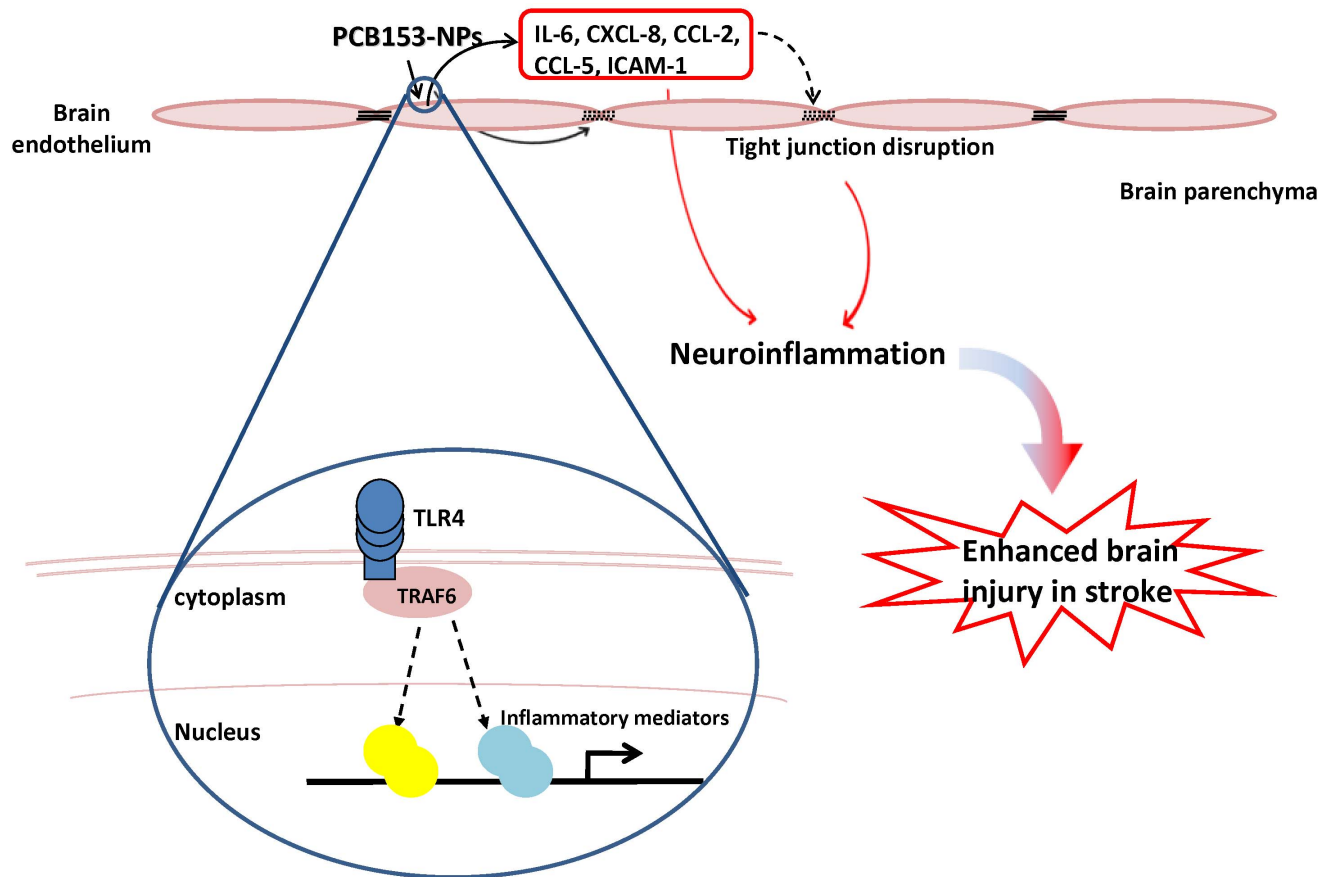 PCB153-NPs
IL-6, CXCL-8, CCL-2,
CCL-5, ICAM-1
Brain
endothelium
Tight junction disruption
Brain parenchyma
Neuroinflammation
Enhanced brain
injury in stroke
TLR4
TRAF6
cytoplasm
Nucleus
Inflammatory mediators